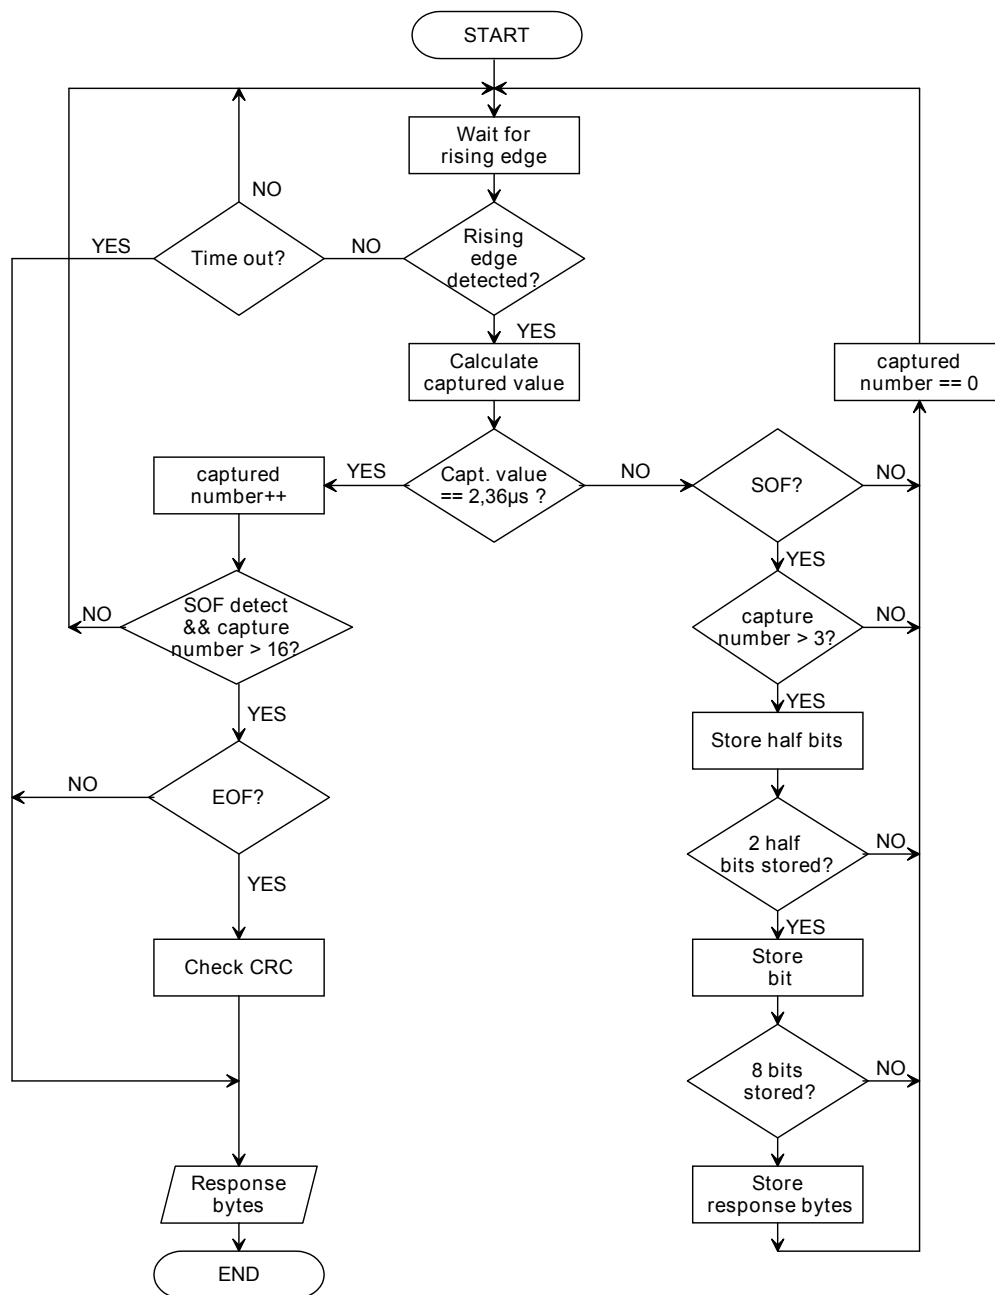 START
Wait for
rising edge
NO
YES
Time out?
NO
Rising
edge
detected?
YES
Calculate
captured value
captured
number == 0
captured
number++
YES
Capt. value
== 2,36µs ?
NO
SOF?
NO
YES
NO
SOF detect
&& capture
number > 16?
capture
number > 3?
NO
YES
YES
Store half bits
NO
EOF?
2 half
bits stored?
NO
YES
YES
Check CRC
Store
bit
8 bits
stored?
NO
Response
bytes
Store
response bytes
END